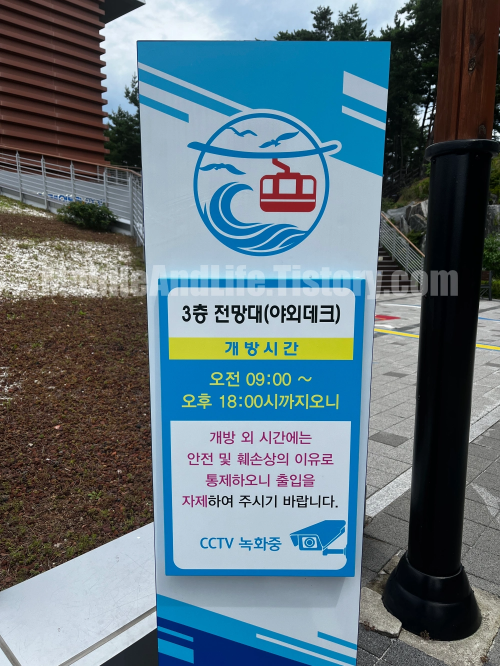 MobileAndLife.Tistory.com
3층 전망대(야외데크)
개방시간
오전 09:00 ~
오후 18:00시까지오니
개방 외 시간에는
안전 및 훼손상의 이유로
통제하오니 출입을
자제하여 주시기 바랍니다.
CCTV 녹화중